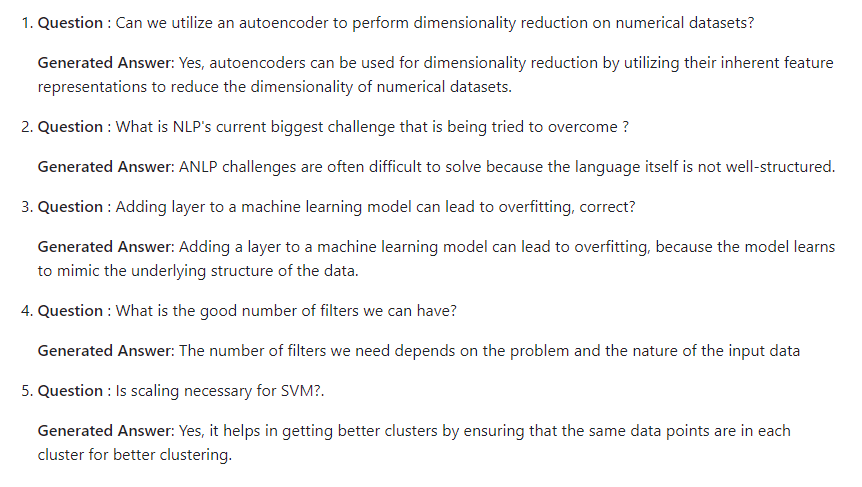 1. Question : Can we utilize an autoencoder to perform dimensionality reduction on numerical datasets?
Generated Answer: Yes, autoencoders can be used for dimensionality reduction by utilizing their inherent feature
representations to reduce the dimensionality of numerical datasets.
2. Question : What is NLP's current biggest challenge that is being tried to overcome ?
Generated Answer: ANLP challenges are often difficult to solve because the language itself is not well-structured.
3. Question : Adding layer to a machine learning model can lead to overfitting, correct?
Generated Answer: Adding a layer to a machine learning model can lead to overfitting, because the model learns
to mimic the underlying structure of the data.
4. Question : What is the good number of filters we can have?
Generated Answer: The number of filters we need depends on the problem and the nature of the input data
5. Question : Is scaling necessary for SVM?.
Generated Answer: Yes, it helps in getting better clusters by ensuring that the same data points are in each
cluster for better clustering.